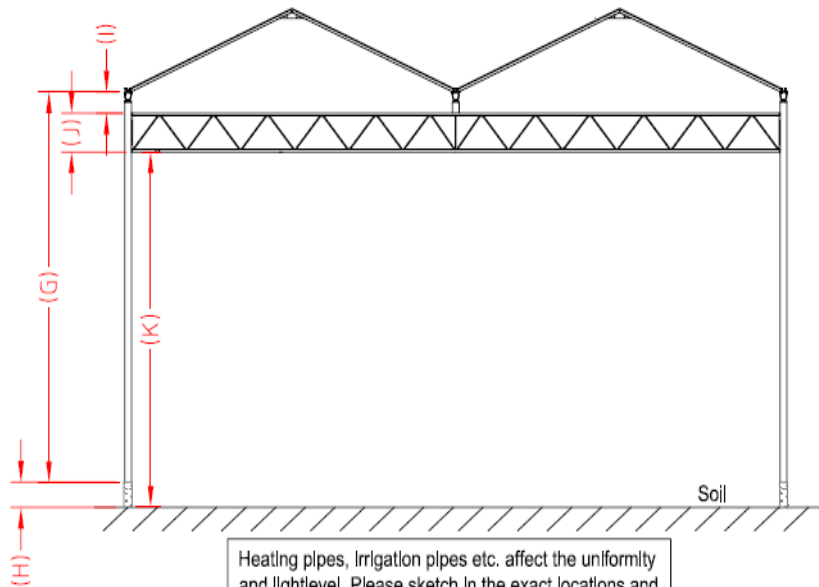 (I)
(J)
(G)
(K)
Soil
(H)
Heating pipes, Irrigation pipes etc. affect the uniformity
and lightlevel. Please sketch in the exact locations and